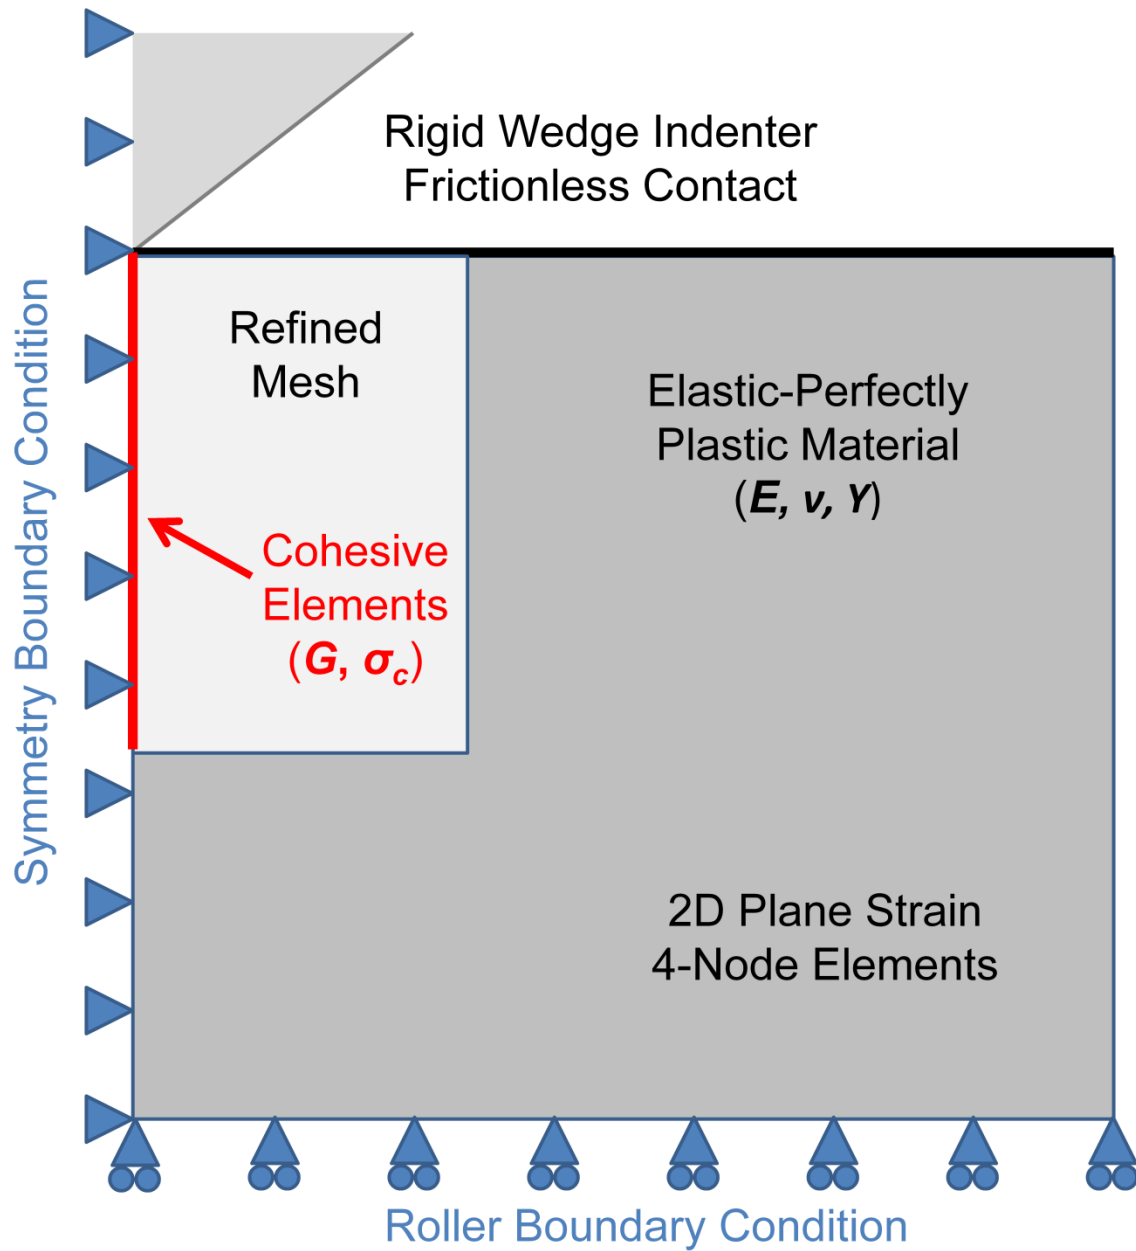 Rigid Wedge Indenter
Frictionless Contact
Symmetry Boundary Condition
Refined
Mesh
Elastic-Perfectly
Plastic Material
(E, ν, Y)
Cohesive
Elements
(G, σc)
2D Plane Strain
4-Node Elements
Roller Boundary Condition